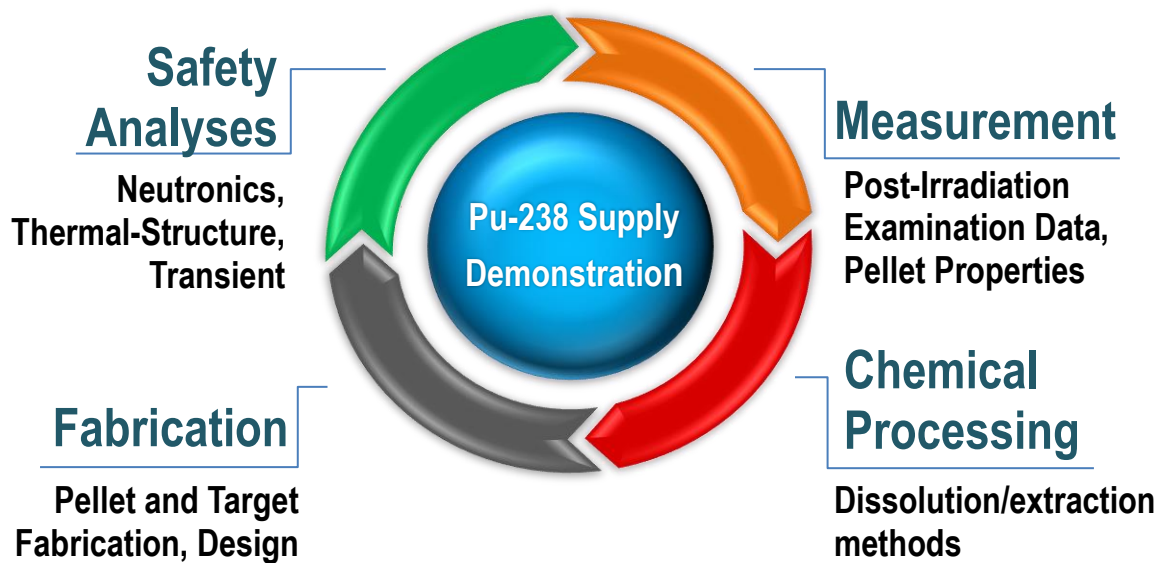 Safety
Analyses
Neutronics,
Thermal-Structure,
Transient
Measurement
Post-Irradiation
Examination Data,
Pellet Properties
Pu-238 Supply
Demonstration
Fabrication
Pellet and Target
Fabrication, Design
Chemical
Processing
Dissolution/extraction
methods